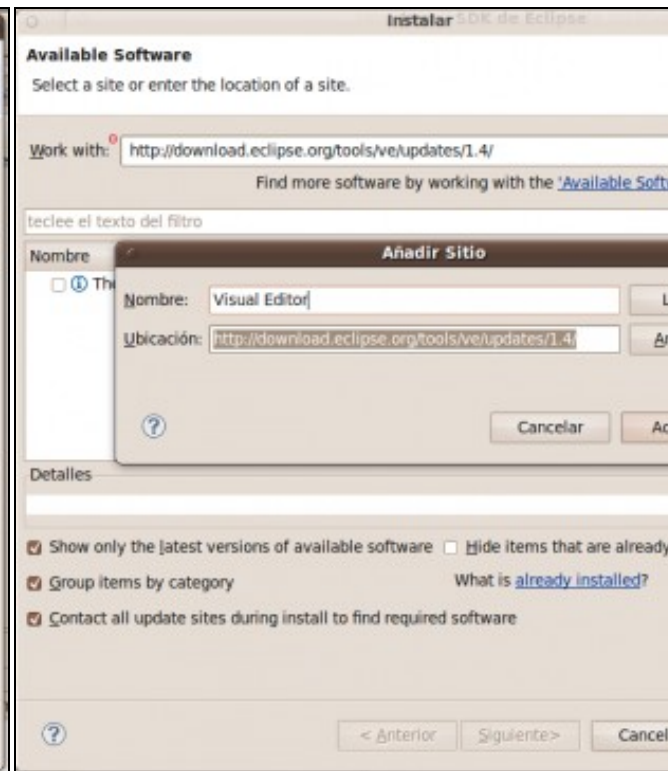 Instalar SDK de Eclipse
Available Software
Select a site or enter the location of a site.
Work with: http://download.eclipse.org/tools/ve/updates/1.4/
Find more software by working with the 'Available Soft
teclee el texto del filtro
Nombre
Añadir Sitio
The
Nombre: Visual Editor
L
Ubicación: http://download.eclipse.org/tools/ve/updates/1.4/
Ar
Cancelar Ac
Detalles
Show only the latest versions of available software Hide items that are already
Group items by category What is already installed?
Contact all update sites during install to find required software
< Anterior Siguiente> Cancel